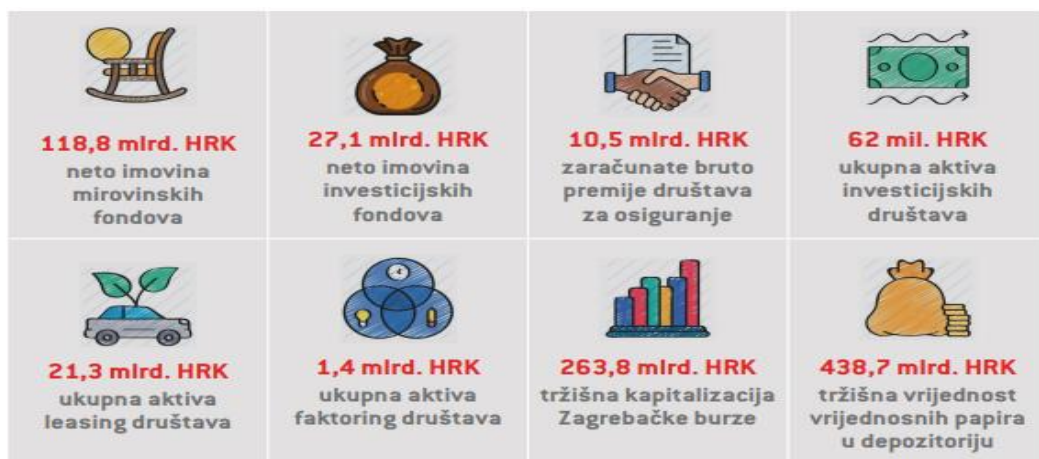 118,8 mlrd. HRK
neto imovina
mirovinskih
fondova
27,1 mlrd. HRK
neto imovina
investicijskih
fondova
10,5 mlrd. HRK
zaračunate bruto
premije društava
za osiguranje
62 mil. HRK
ukupna aktiva
investicijskih
društava
21,3 mlrd. HRK
ukupna aktiva
leasing društava
1,4 mlrd. HRK
ukupna aktiva
faktoring društava
263,8 mlrd. HRK
tržišna kapitalizacija
Zagrebačke burze
438,7 mlrd. HRK
tržišna vrijednost
vrijednosnih papira
u depozitoriju